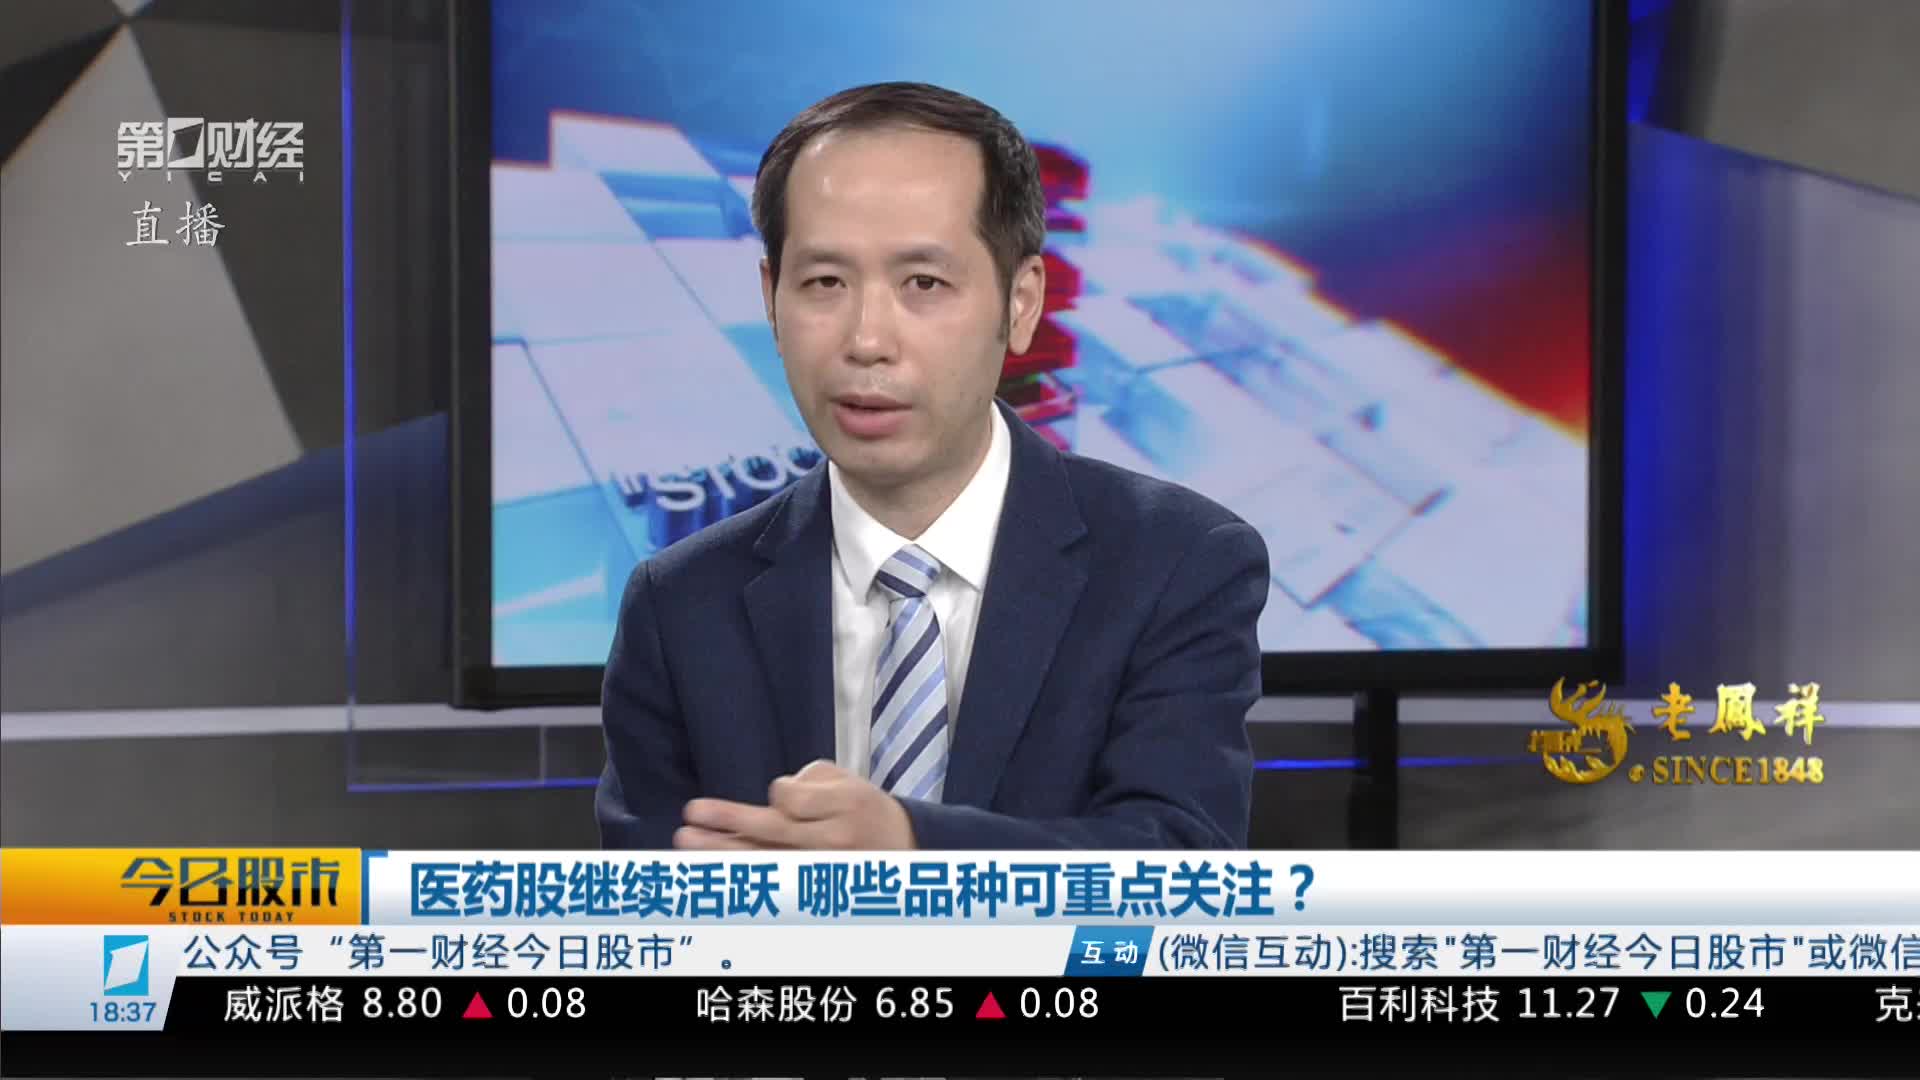 第一财经
YICAI
直播
"STOC
老鳳祥
SINCE1848
今日股市
STOCK TODAY
医药股继续活跃 哪些品种可重点关注？
公众号 “第一财经今日股市” 。
互动 (微信互动):搜索"第一财经今日股市"或微信
18:37
威派格 8.80 ▲ 0.08 哈森股份 6.85 ▲ 0.08 百利科技 11.27 ▼ 0.24